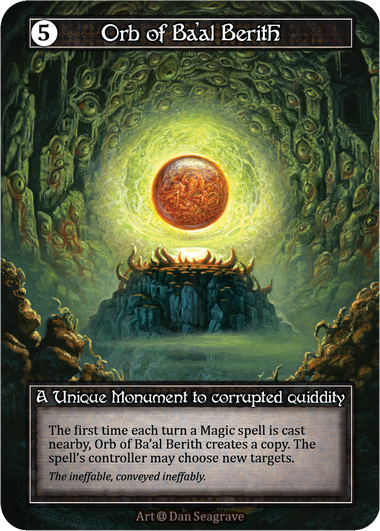 5
Orb of Ba'al Berith
A Unique Monument to corrupted quiddity
The first time each turn a Magic spell is cast
nearby, Orb of Ba'al Berith creates a copy. The
spell's controller may choose new targets.
The ineffable, conveyed ineffably.
Art @ Dan Seagrave